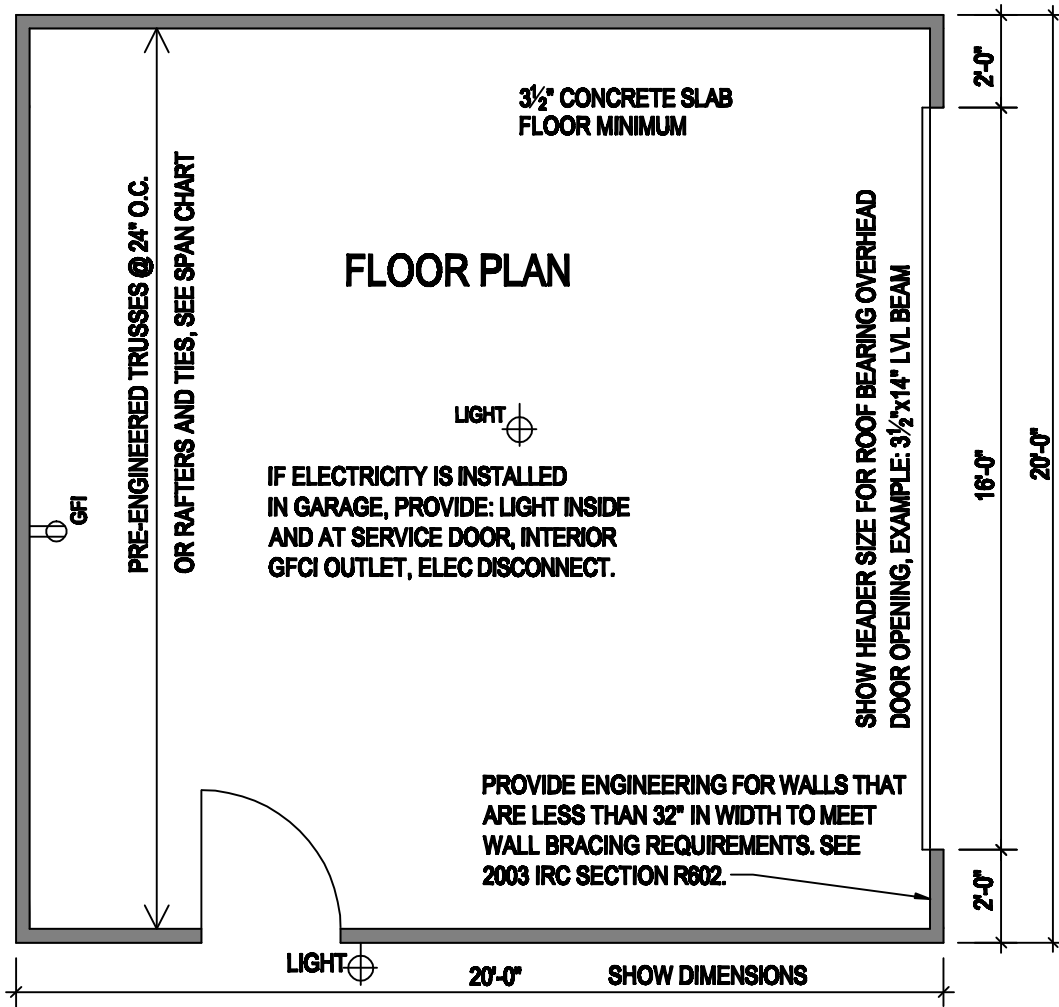 3½" CONCRETE SLAB
FLOOR MINIMUM
FLOOR PLAN
PRE-ENGINEERED TRUSSES @ 24" O.C.
OR RAFTERS AND TIES, SEE SPAN CHART
GFI
LIGHT
IF ELECTRICITY IS INSTALLED
IN GARAGE, PROVIDE: LIGHT INSIDE
AND AT SERVICE DOOR, INTERIOR
GFCI OUTLET, ELEC DISCONNECT.
SHOW HEADER SIZE FOR ROOF BEARING OVERHEAD
DOOR OPENING, EXAMPLE: 3½"x14" LVL BEAM
2'-0"
16'-0"
20'-0"
2'-0"
PROVIDE ENGINEERING FOR WALLS THAT
ARE LESS THAN 32" IN WIDTH TO MEET
WALL BRACING REQUIREMENTS. SEE
2003 IRC SECTION R602.
LIGHT
20'-0"
SHOW DIMENSIONS